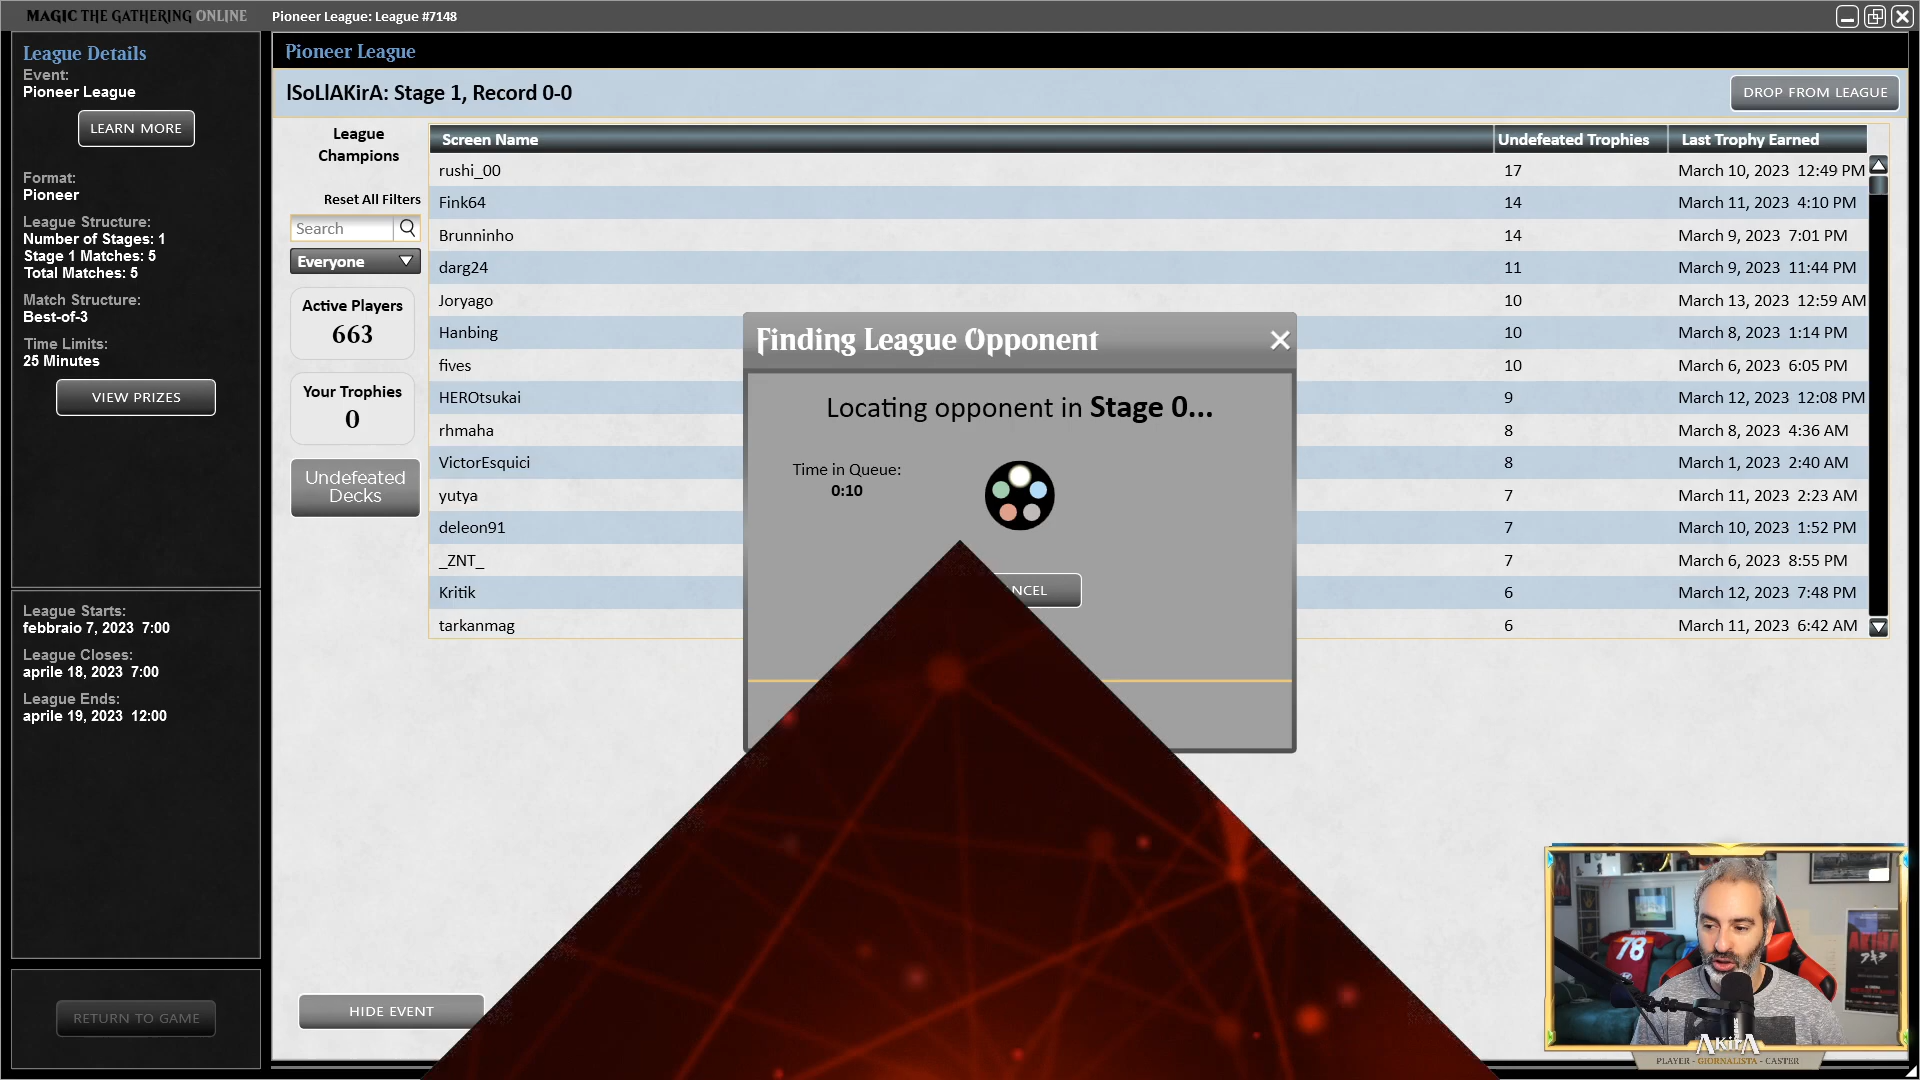 MAGIC THE GATHERING ONLINE
Pioneer League: League #7148
League Details
Event:
Pioneer League
LEARN MORE
Format:
Pioneer
League Structure:
Number of Stages: 1
Stage 1 Matches: 5
Total Matches: 5
Match Structure:
Best-of-3
Time Limits:
25 Minutes
VIEW PRIZES
League Starts:
febbraio 7, 2023 7:00
League Closes:
aprile 18, 2023 7:00
League Ends:
aprile 19, 2023 12:00
RETURN TO GAME
Pioneer League
lSoLlAKirA: Stage 1, Record 0-0
DROP FROM LEAGUE
League
Champions
Reset All Filters
Search
Everyone
Active Players
663
Your Trophies
0
Undefeated
Decks
HIDE EVENT
Screen Name Undefeated Trophies Last Trophy Earned
rushi_00 17 March 10, 2023 12:49 PM
Fink64 14 March 11, 2023 4:10 PM
Brunninho 14 March 9, 2023 7:01 PM
darg24 11 March 9, 2023 11:44 PM
Joryago 10 March 13, 2023 12:59 AM
Hanbing 10 March 8, 2023 1:14 PM
fives 10 March 6, 2023 6:05 PM
HEROtsukai 9 March 12, 2023 12:08 PM
rhmaha 8 March 8, 2023 4:36 AM
VictorEsquici 8 March 1, 2023 2:40 AM
yutya 7 March 11, 2023 2:23 AM
deleon91 7 March 10, 2023 1:52 PM
_ZNT_ 7 March 6, 2023 8:55 PM
Kritik 6 March 12, 2023 7:48 PM
tarkanmag 6 March 11, 2023 6:42 AM
Finding League Opponent
Locating opponent in Stage 0...
Time in Queue:
0:10
NCEL
78
AKIRA
AKirA
PLAYER - GIORNALISTA - CASTER